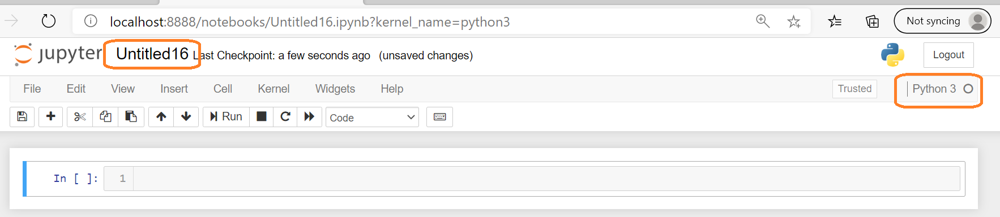 localhost:8888/notebooks/Untitled16.ipynb?kernel_name=python3 Not syncing
jupyter Untitled16 Last Checkpoint: a few seconds ago (unsaved changes) Logout
File Edit View Insert Cell Kernel Widgets Help Trusted Python 3
Run Code
In [ ]: 1